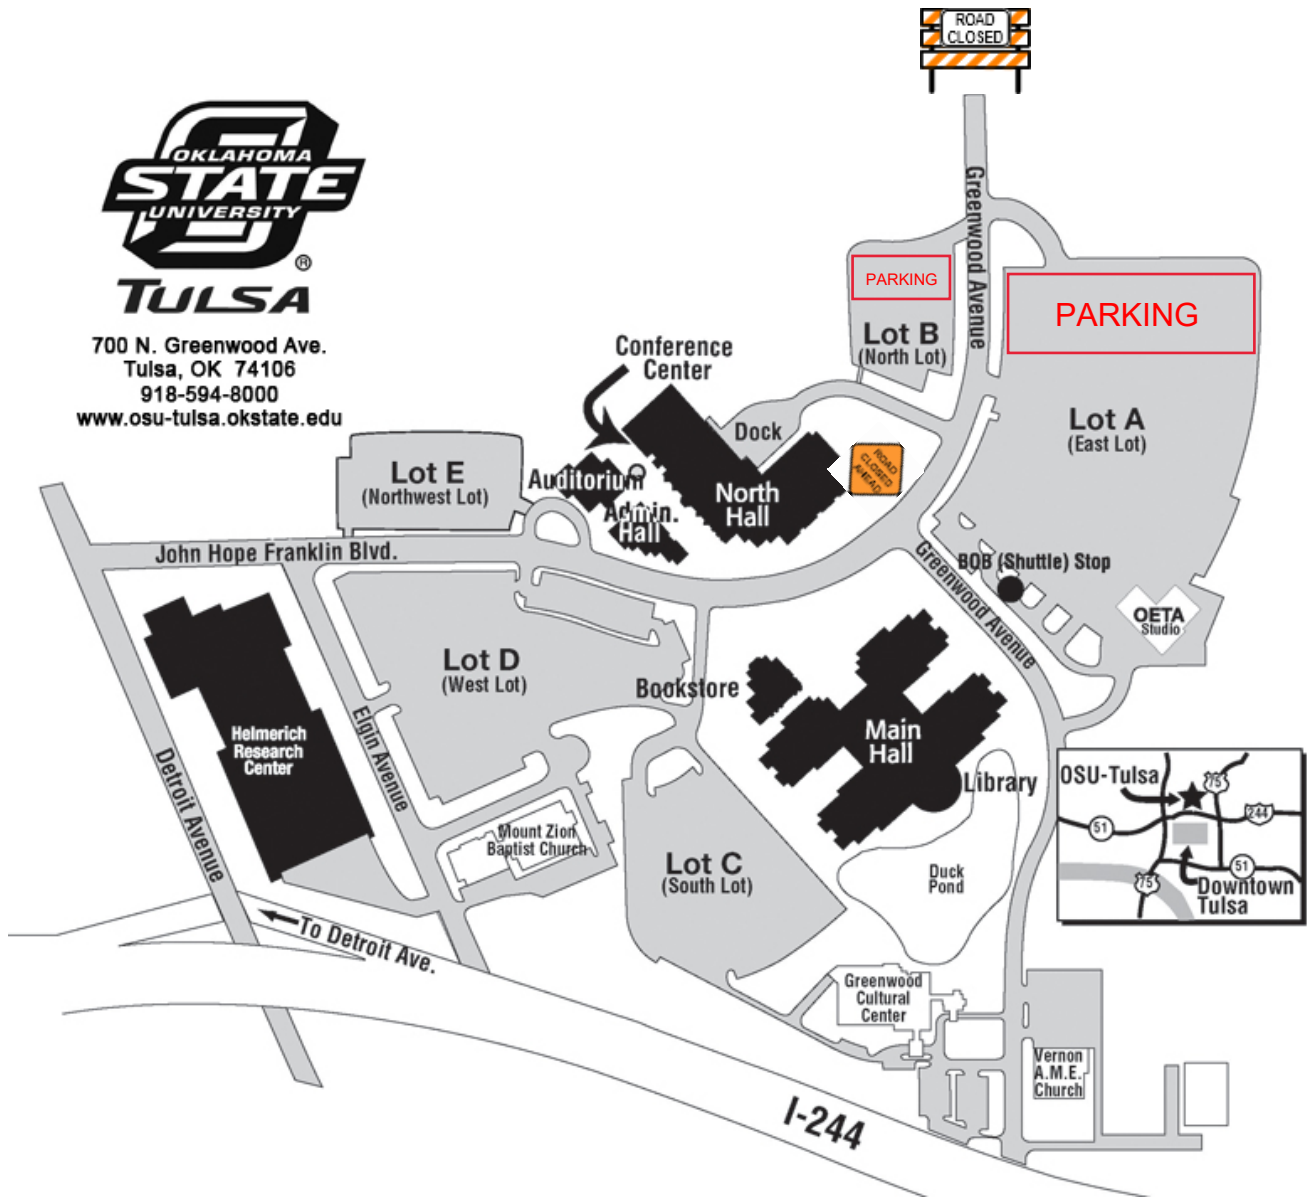 ROAD
CLOSED
OKLAHOMA
STATE
UNIVERSITY
®
TULSA
700 N. Greenwood Ave.
Tulsa, OK 74106
918-594-8000
www.osu-tulsa.okstate.edu
Greenwood Avenue
PARKING
Lot B
(North Lot)
PARKING
Lot A
(East Lot)
Conference
Center
Dock
ROAD
CLOSED
AHEAD
Lot E
(Northwest Lot)
Auditorium
Admin.
Hall
North
Hall
John Hope Franklin Blvd.
Greenwood Avenue
BOB (Shuttle) Stop
OETA
Studio
Lot D
(West Lot)
Bookstore
Main
Hall
Library
Helmerich
Research
Center
Elgin Avenue
Detroit Avenue
Mount Zion
Baptist Church
Lot C
(South Lot)
Duck
Pond
OSU-Tulsa
75
244
51
51
75
Downtown
Tulsa
To Detroit Ave.
Greenwood
Cultural
Center
Vernon
A.M.E.
Church
I-244